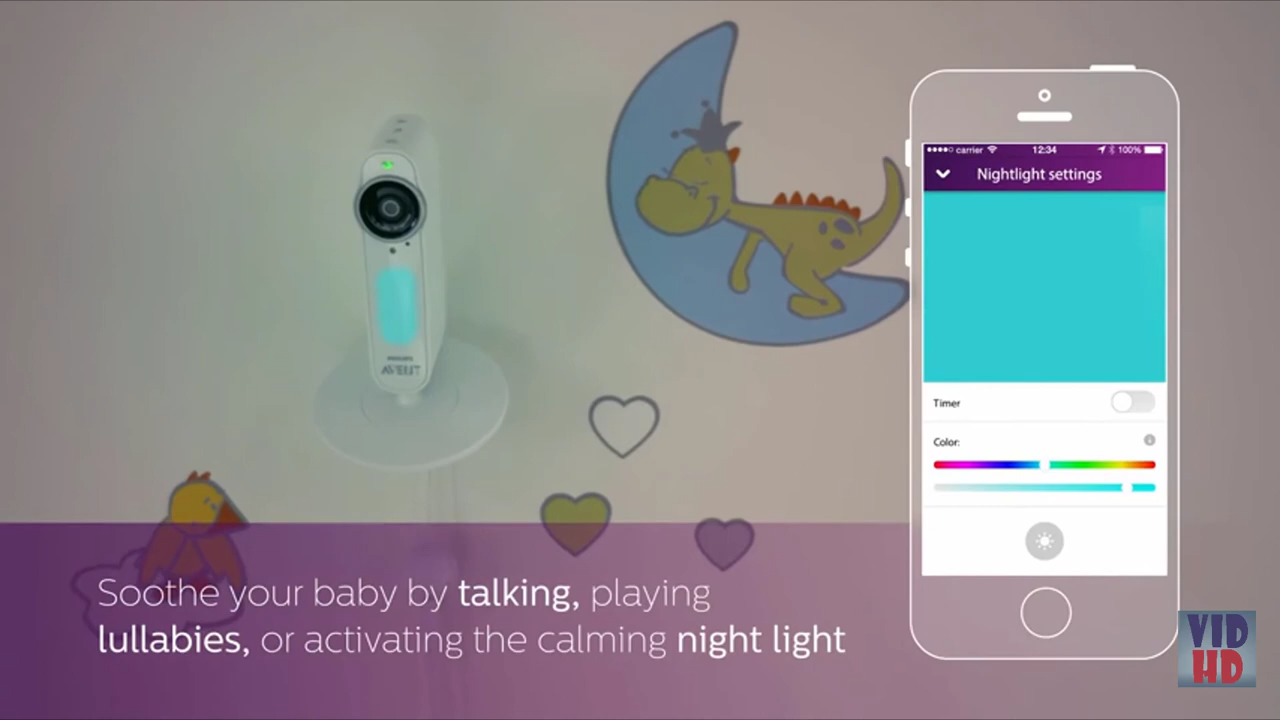 PHILIPS
AVENT
carrier 12:34 100%
Nightlight settings
Timer
Color:
Soothe your baby by talking, playing
lullabies, or activating the calming night light
VID
HD